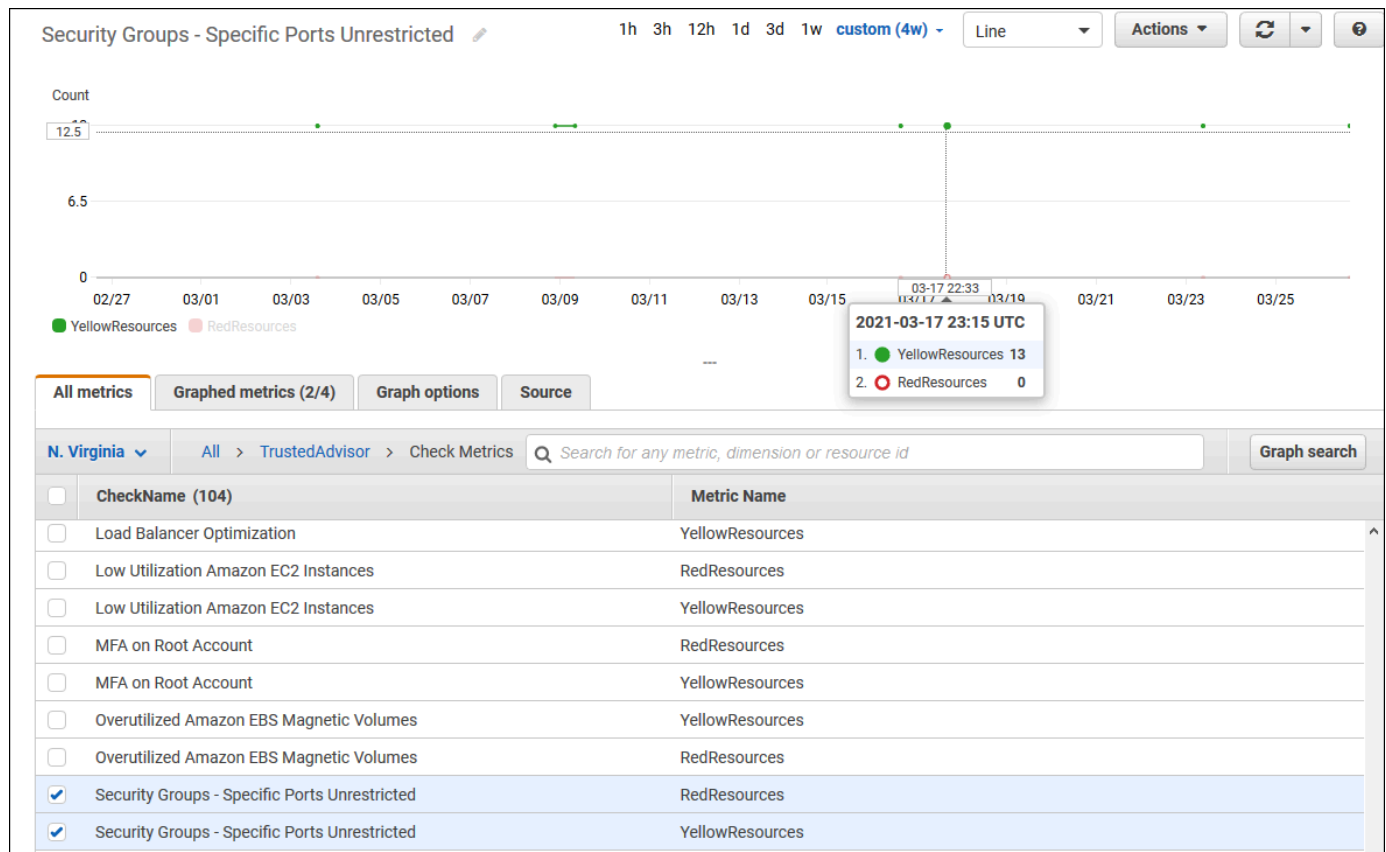 Security Groups - Specific Ports Unrestricted
1h 3h 12h 1d 3d 1w custom (4w) Line Actions
Count
12.5
6.5
0
02/27 03/01 03/03 03/05 03/07 03/09 03/11 03/13 03/15 03/17 03/19 03/21 03/23 03/25
03-17 22:33
YellowResources RedResources
2021-03-17 23:15 UTC
1. YellowResources 13
2. RedResources 0
All metrics Graphed metrics (2/4) Graph options Source
N. Virginia All > TrustedAdvisor > Check Metrics Search for any metric, dimension or resource id Graph search
CheckName (104) Metric Name
Load Balancer Optimization YellowResources
Low Utilization Amazon EC2 Instances RedResources
Low Utilization Amazon EC2 Instances YellowResources
MFA on Root Account RedResources
MFA on Root Account YellowResources
Overutilized Amazon EBS Magnetic Volumes YellowResources
Overutilized Amazon EBS Magnetic Volumes RedResources
Security Groups - Specific Ports Unrestricted RedResources
Security Groups - Specific Ports Unrestricted YellowResources